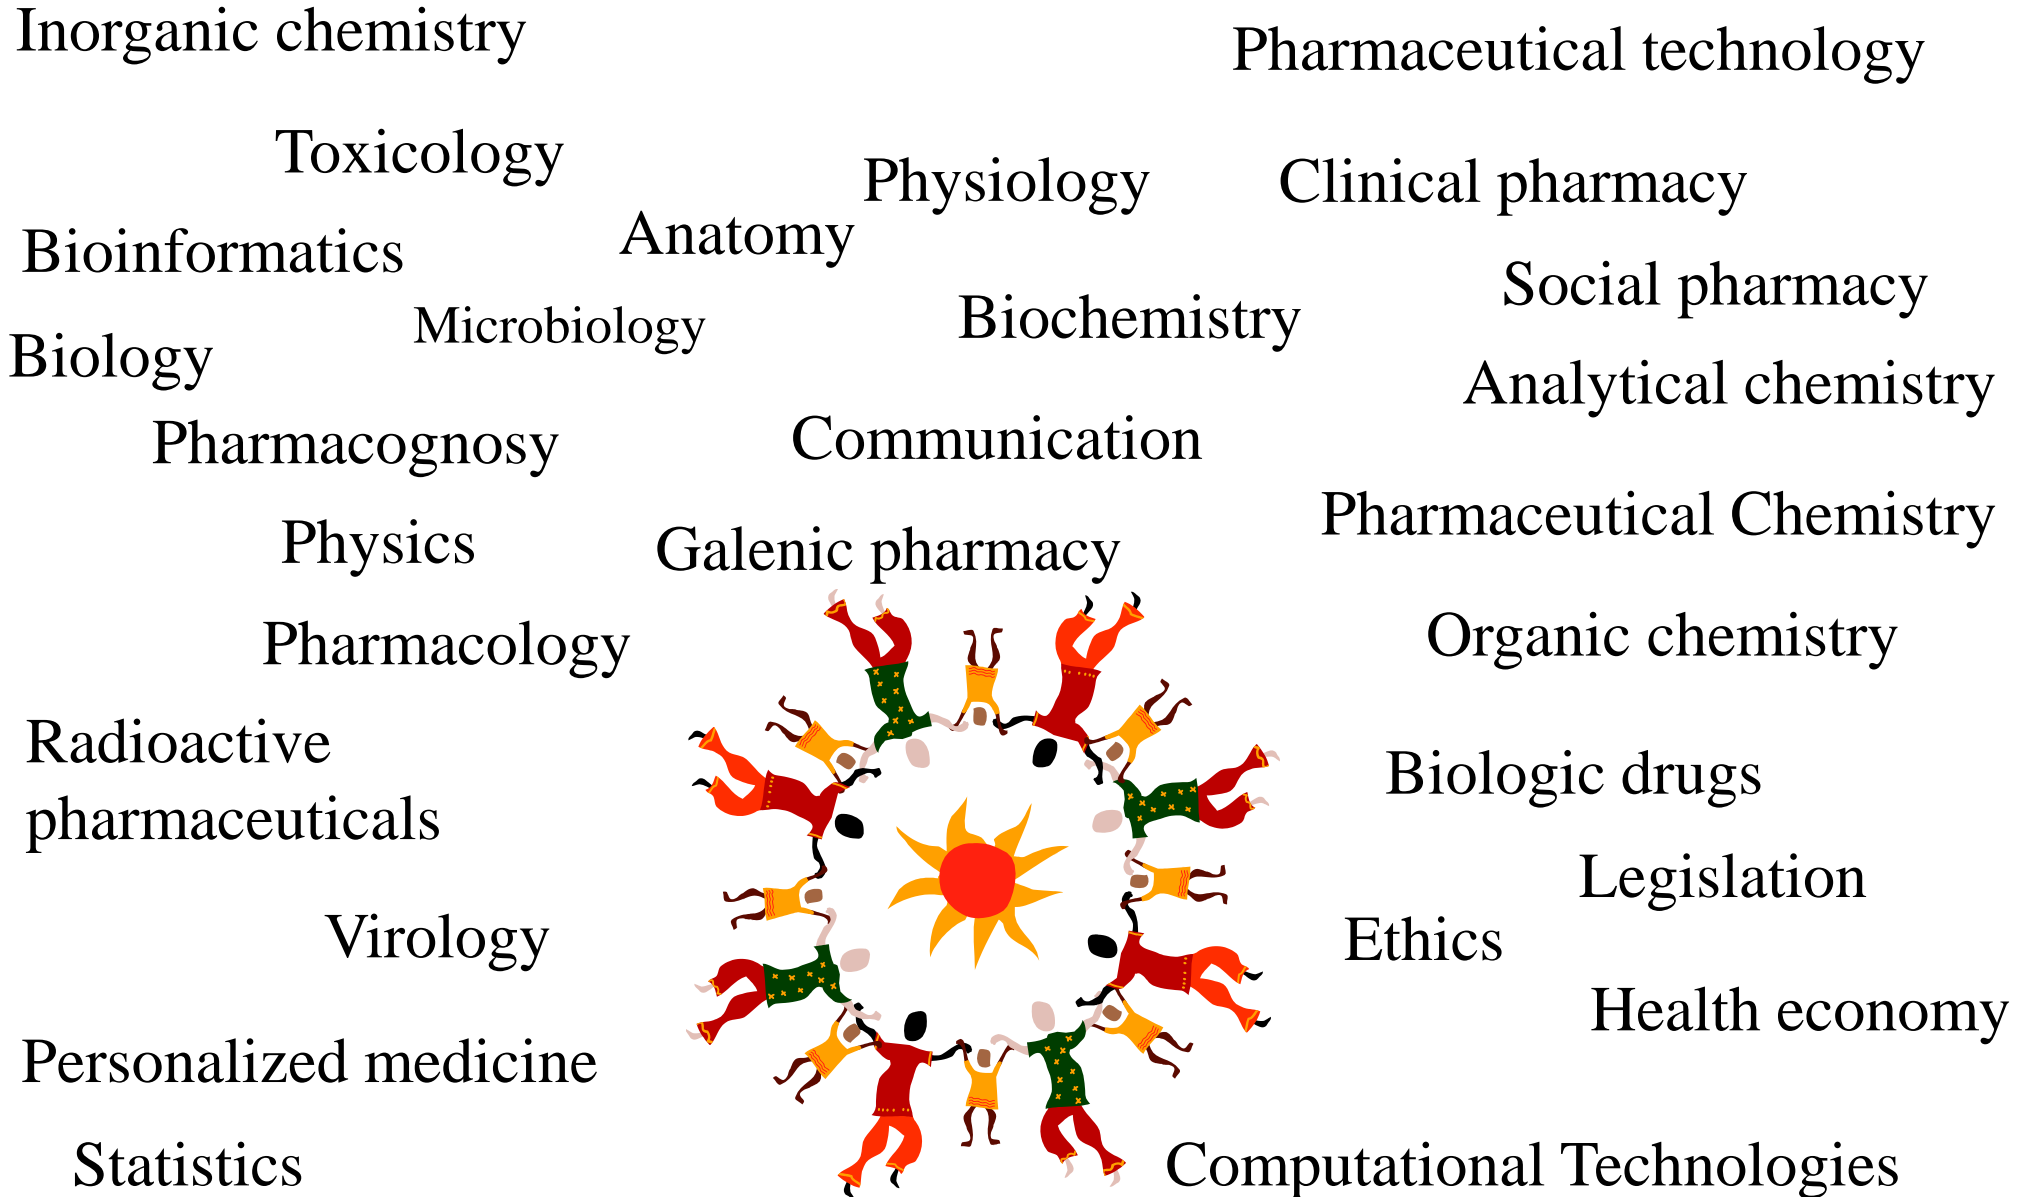 Inorganic chemistry
Pharmaceutical technology
Toxicology
Physiology
Clinical pharmacy
Anatomy
Bioinformatics
Social pharmacy
Microbiology
Biochemistry
Biology
Analytical chemistry
Pharmacognosy
Communication
Pharmaceutical Chemistry
Physics
Galenic pharmacy
Pharmacology
Organic chemistry
Radioactive
pharmaceuticals
Biologic drugs
Legislation
Virology
Ethics
Health economy
Personalized medicine
Statistics
Computational Technologies